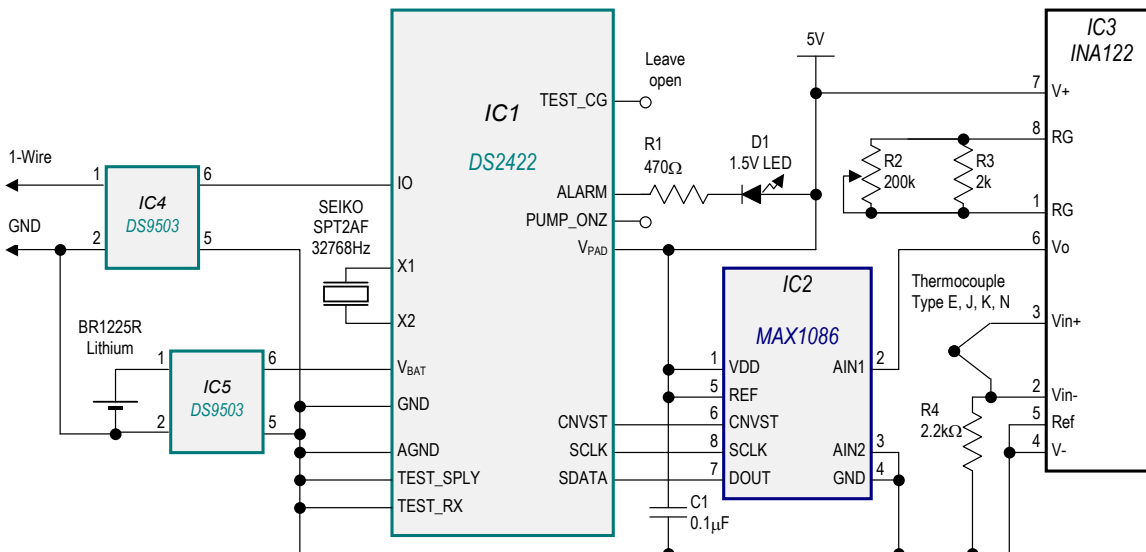 1-Wire
1
6
IC4
DS9503
GND
2
5
BR1225R
Lithium
1
6
IC5
DS9503
2
5
SEIKO
SPT2AF
32768Hz
IC1
DS2422
IO
X1
X2
VBAT
GND
AGND
TEST_SPLY
TEST_RX
TEST_CG
ALARM
PUMP_ONZ
VPAD
CNVST
SCLK
SDATA
Leave
open
R1
470Ω
D1
1.5V LED
5V
C1
0.1μF
IC2
MAX1086
1
VDD
5
REF
6
CNVST
8
SCLK
7
DOUT
AIN1
2
AIN2
3
GND
4
R2
200k
R3
2k
Thermocouple
Type E, J, K, N
R4
2.2kΩ
IC3
INA122
7
V+
8
RG
1
RG
6
Vo
3
Vin+
2
Vin-
5
Ref
4
V-